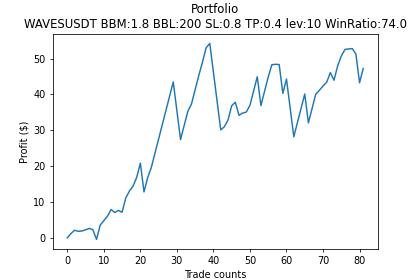 Portfolio
WAVESUSDT BBM:1.8 BBL:200 SL:0.8 TP:0.4 lev:10 WinRatio:74.0
Profit ($)
50
40
30
20
10
0
0 10 20 30 40 50 60 70 80
Trade counts